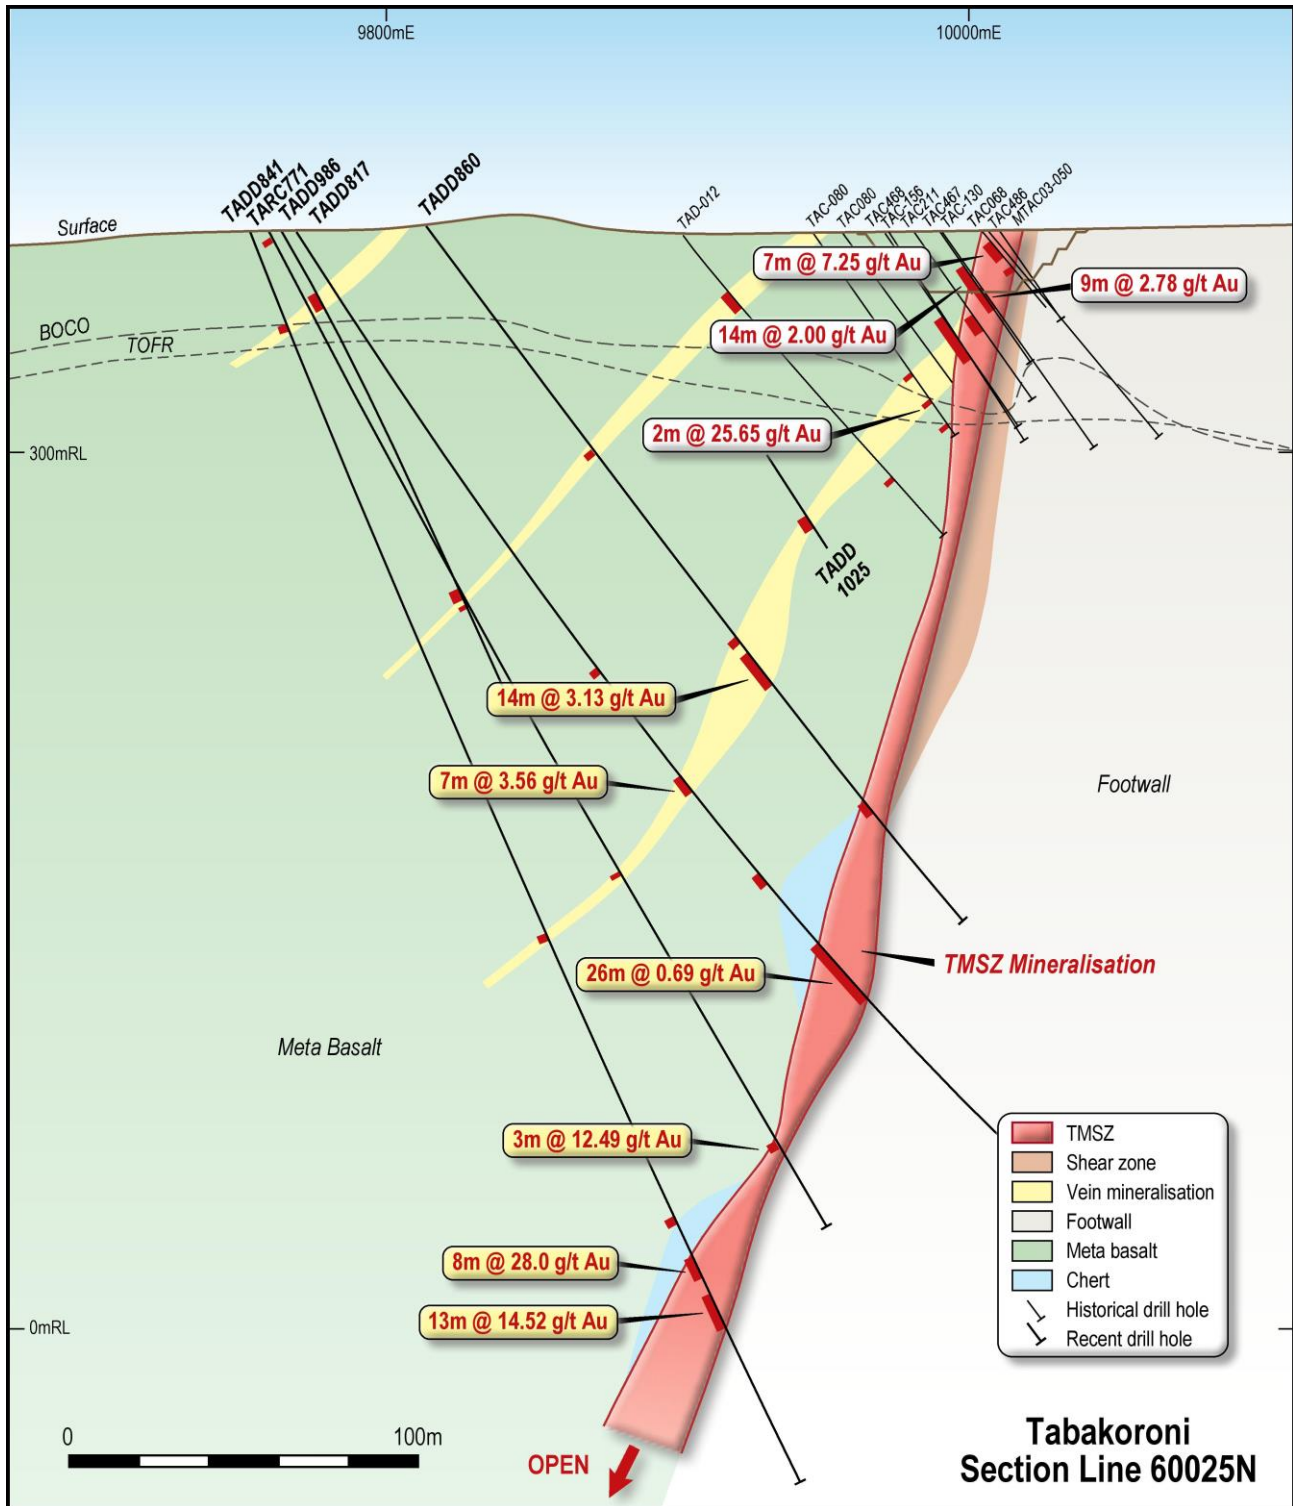 9800mE
10000mE
TADD841
TARC771
TADD986
TADD817
TADD860
TAD-012
TAC-080
TAC080
TAC468
TAC-156
TAC211
TAC467
TAC-130
TAC068
TAC486
MTAC03-050
Surface
7m @ 7.25 g/t Au
9m @ 2.78 g/t Au
BOCO
TOFR
14m @ 2.00 g/t Au
2m @ 25.65 g/t Au
300mRL
TADD
1025
14m @ 3.13 g/t Au
7m @ 3.56 g/t Au
Footwall
26m @ 0.69 g/t Au
TMSZ Mineralisation
Meta Basalt
3m @ 12.49 g/t Au
8m @ 28.0 g/t Au
13m @ 14.52 g/t Au
0mRL
TMSZ
Shear zone
Vein mineralisation
Footwall
Meta basalt
Chert
Historical drill hole
Recent drill hole
0
100m
OPEN
Tabakoroni
Section Line 60025N